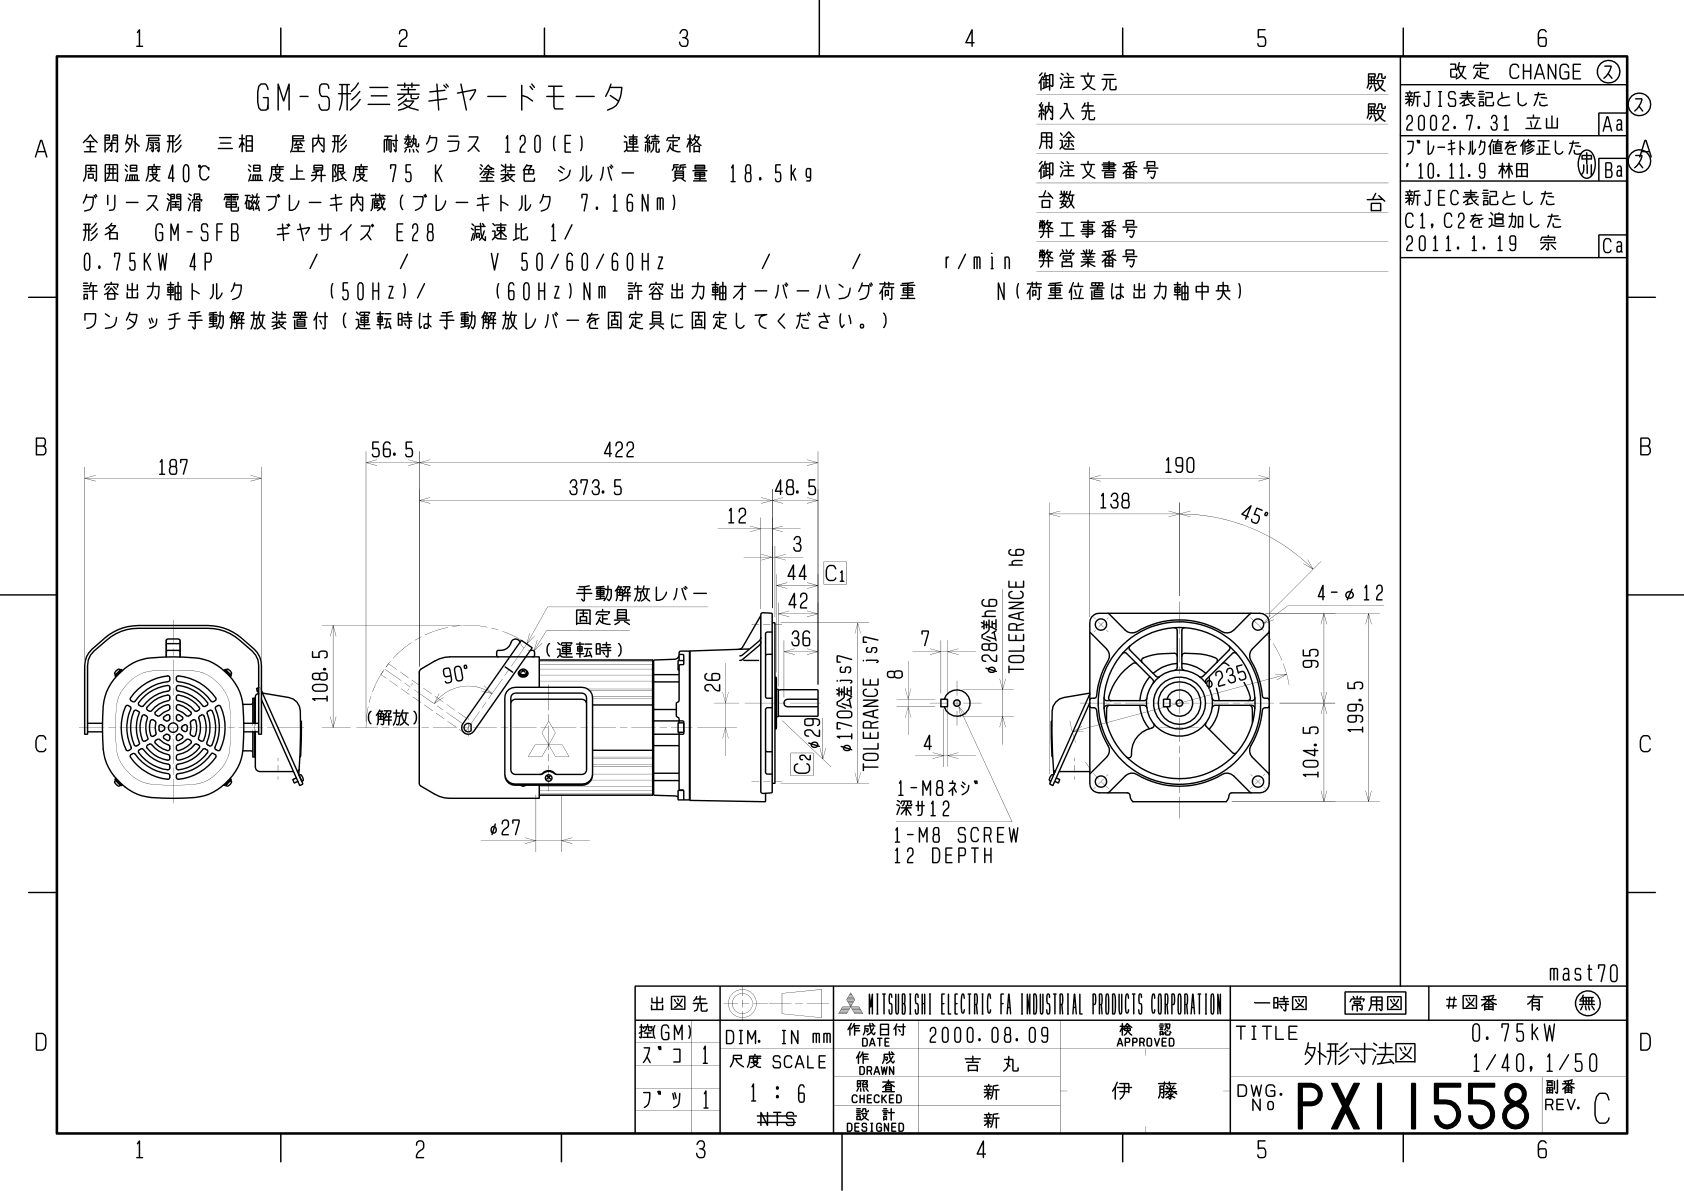 1 2 3 4 5 6
A
B
C
D
GM-S形三菱ギヤードモータ
全閉外扇形 三相 屋内形 耐熱クラス 120(E) 連続定格
周囲温度40℃ 温度上昇限度 75 K 塗装色 シルバー 質量 18.5kg
グリース潤滑 電磁ブレーキ内蔵(ブレーキトルク 7.16Nm)
形名 GM-SFB ギヤサイズ E28 減速比 1/
0.75KW 4P / / V 50/60/60Hz / / r/min
許容出力軸トルク (50Hz)/ (60Hz)Nm 許容出力軸オーバーハング荷重 N(荷重位置は出力軸中央)
ワンタッチ手動解放装置付(運転時は手動解放レバーを固定具に固定してください。)
御注文元 殿
納入先 殿
用途
御注文書番号
台数 台
弊工事番号
弊営業番号
改定 CHANGE ス
新JIS表記とした
2002.7.31 立山 Aa
ス
ブレーキトルク値を修正した
'10.11.9 林田 中川 Ba
ス
新JEC表記とした
C1,C2を追加した
2011.1.19 宗 Ca
A
B
C
D
187
56.5
422
373.5
48.5
12
3
44 C1
42
36
手動解放レバー
固定具
(運転時)
90°
(解放)
108.5
26
φ29
C2
φ170公差js7
TOLERANCE js7
φ27
7
8
4
φ28公差h6
TOLERANCE h6
1-M8ネジ
深サ12
1-M8 SCREW
12 DEPTH
190
138
45°
4-φ12
φ235
95
104.5
199.5
mast70
出図先
控(GM)
スﾞコ 1
フﾞツ 1
DIM. IN mm
尺度 SCALE
1 : 6
NTS
MITSUBISHI ELECTRIC FA INDUSTRIAL PRODUCTS CORPORATION
作成日付 DATE 2000.08.09
作成 DRAWN 吉丸
照査 CHECKED 新
設計 DESIGNED 新
検認 APPROVED
伊藤
一時図 常用図 #図番 有 無
TITLE 外形寸法図
0.75kW
1/40,1/50
DWG. No PX11558
副番 REV. C
1 2 3 4 5 6